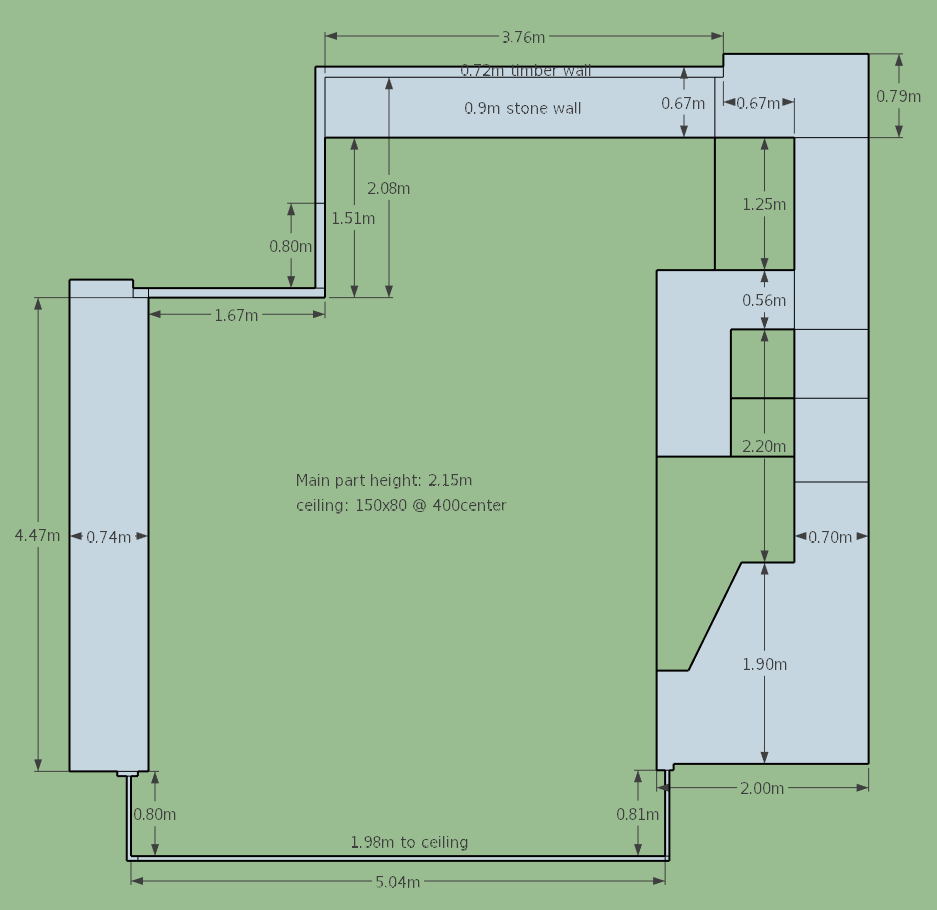 3.76m
0.72m timber wall
0.79m
0.67m
0.67m
0.9m stone wall
2.08m
1.25m
1.51m
0.80m
0.56m
1.67m
2.20m
Main part height: 2.15m
ceiling: 150x80 @ 400center
4.47m
0.74m
0.70m
1.90m
2.00m
0.80m
0.81m
1.98m to ceiling
5.04m